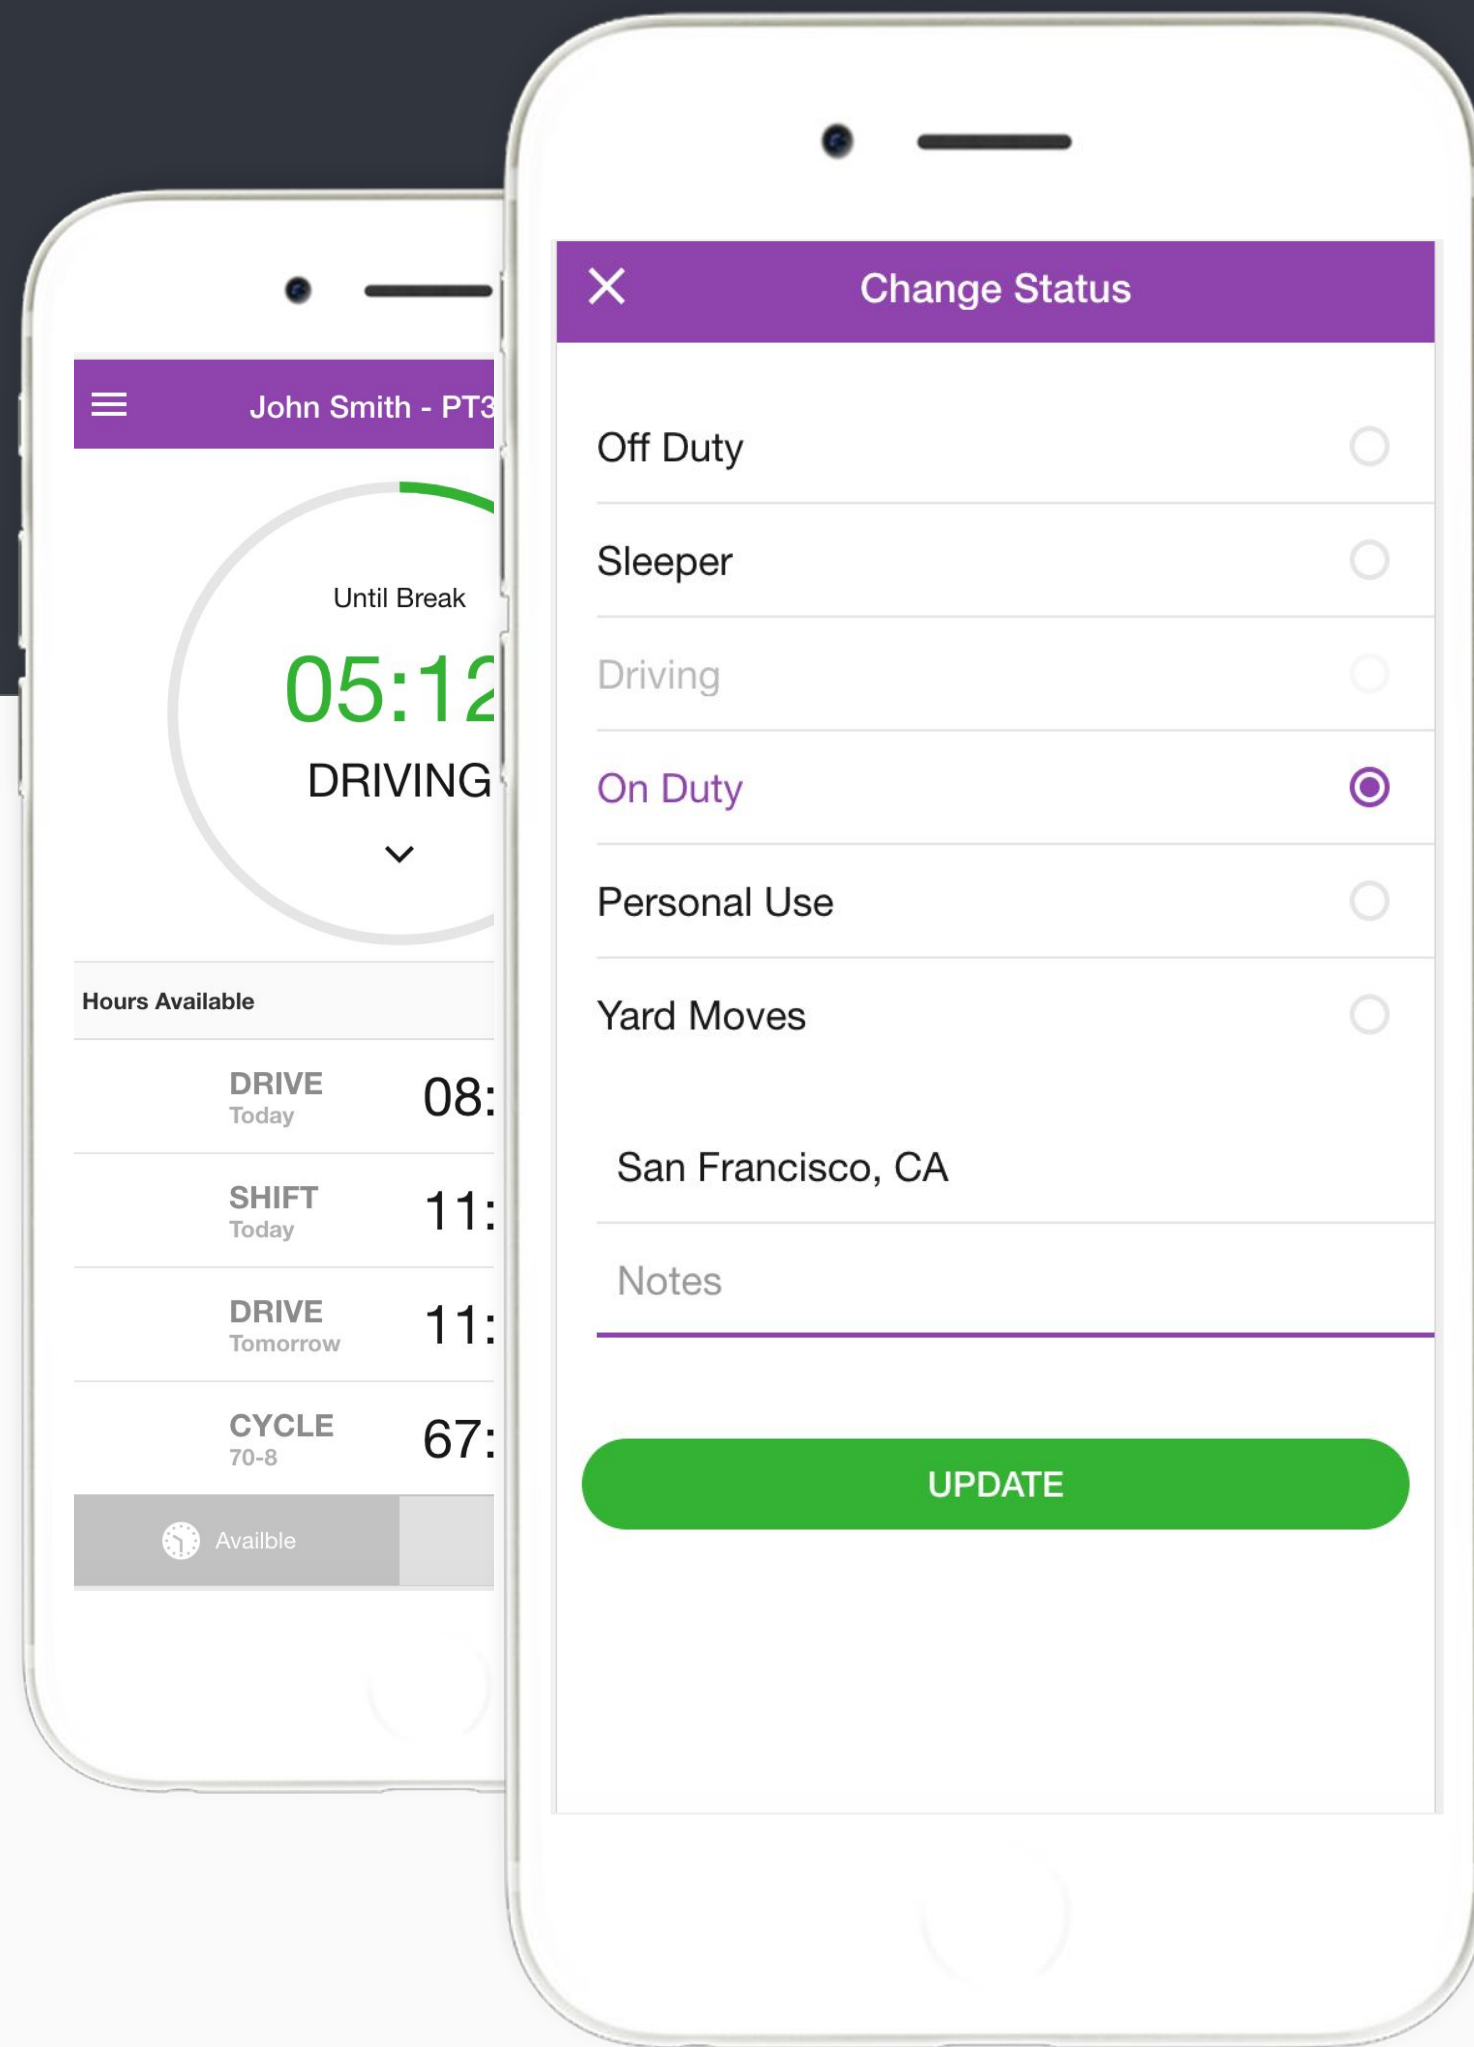 John Smith - PT3
Until Break
05:12
DRIVING
Hours Available
DRIVE
Today
08:
SHIFT
Today
11:
DRIVE
Tomorrow
11:
CYCLE
70-8
67:
Availble
Change Status
Off Duty
Sleeper
Driving
On Duty
Personal Use
Yard Moves
San Francisco, CA
Notes
UPDATE